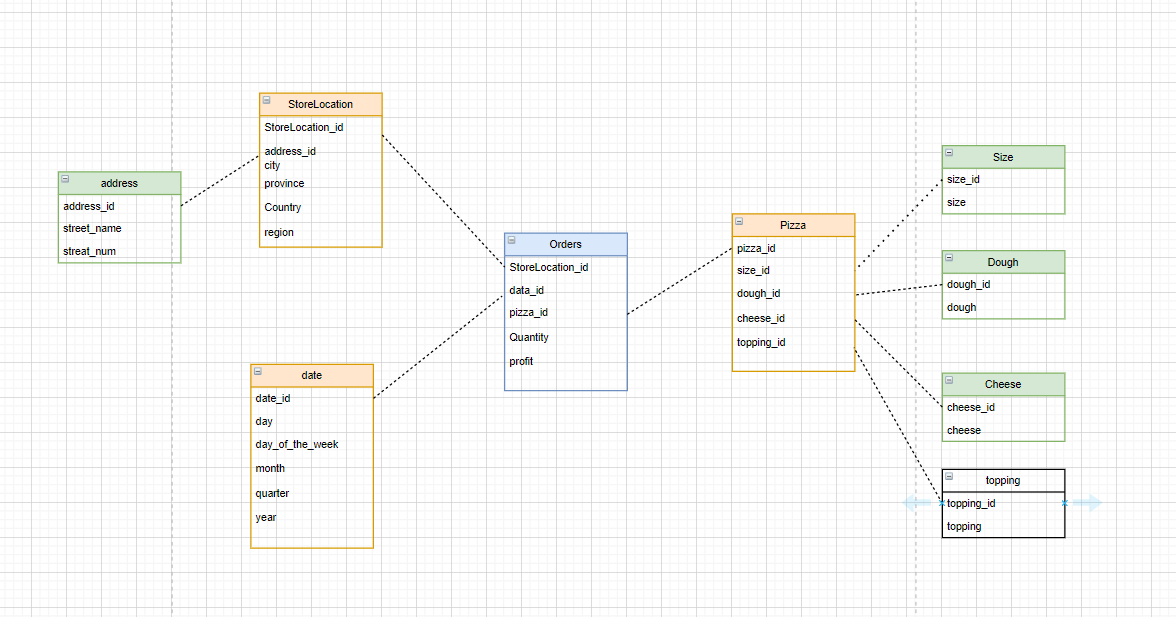 StoreLocation
StoreLocation_id
address_id
city
province
Country
region
address
address_id
street_name
streat_num
date
date_id
day
day_of_the_week
month
quarter
year
Orders
StoreLocation_id
data_id
pizza_id
Quantity
profit
Pizza
pizza_id
size_id
dough_id
cheese_id
topping_id
Size
size_id
size
Dough
dough_id
dough
Cheese
cheese_id
cheese
topping
topping_id
topping